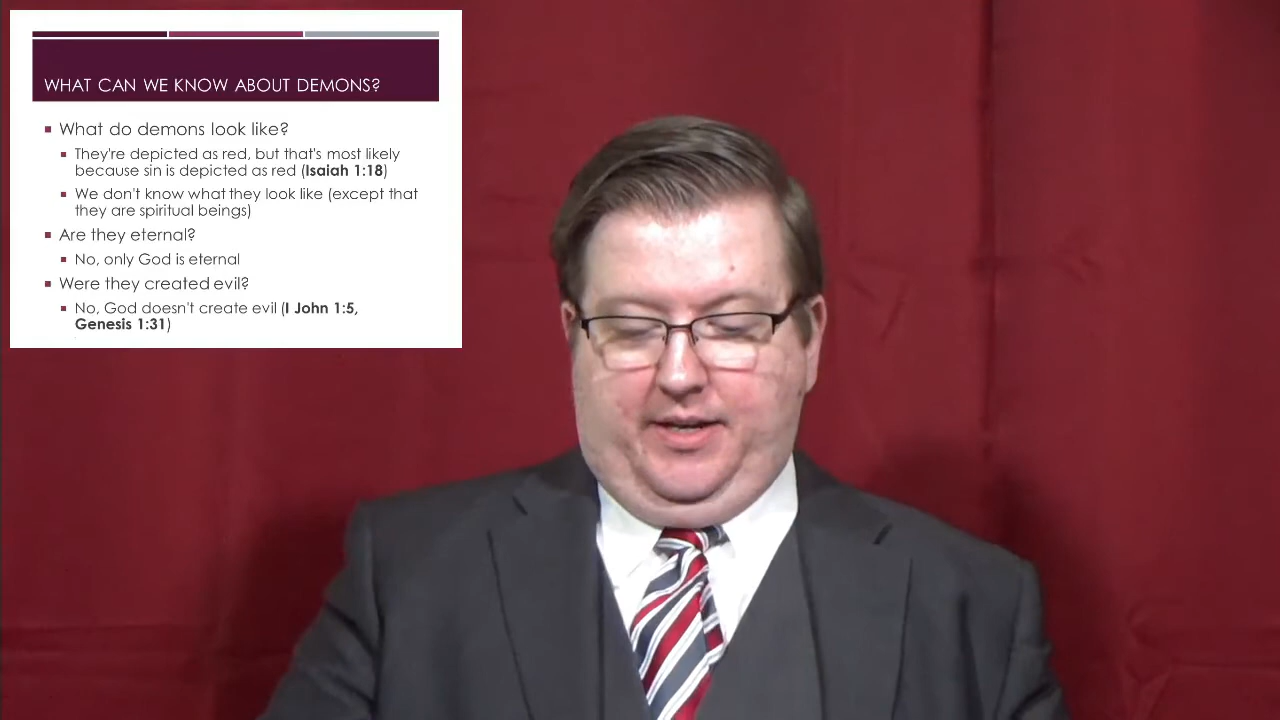 WHAT CAN WE KNOW ABOUT DEMONS?
▪ What do demons look like?
▪ They're depicted as red, but that's most likely
because sin is depicted as red (Isaiah 1:18)
▪ We don't know what they look like (except that
they are spiritual beings)
▪ Are they eternal?
▪ No, only God is eternal
▪ Were they created evil?
▪ No, God doesn't create evil (I John 1:5,
Genesis 1:31)